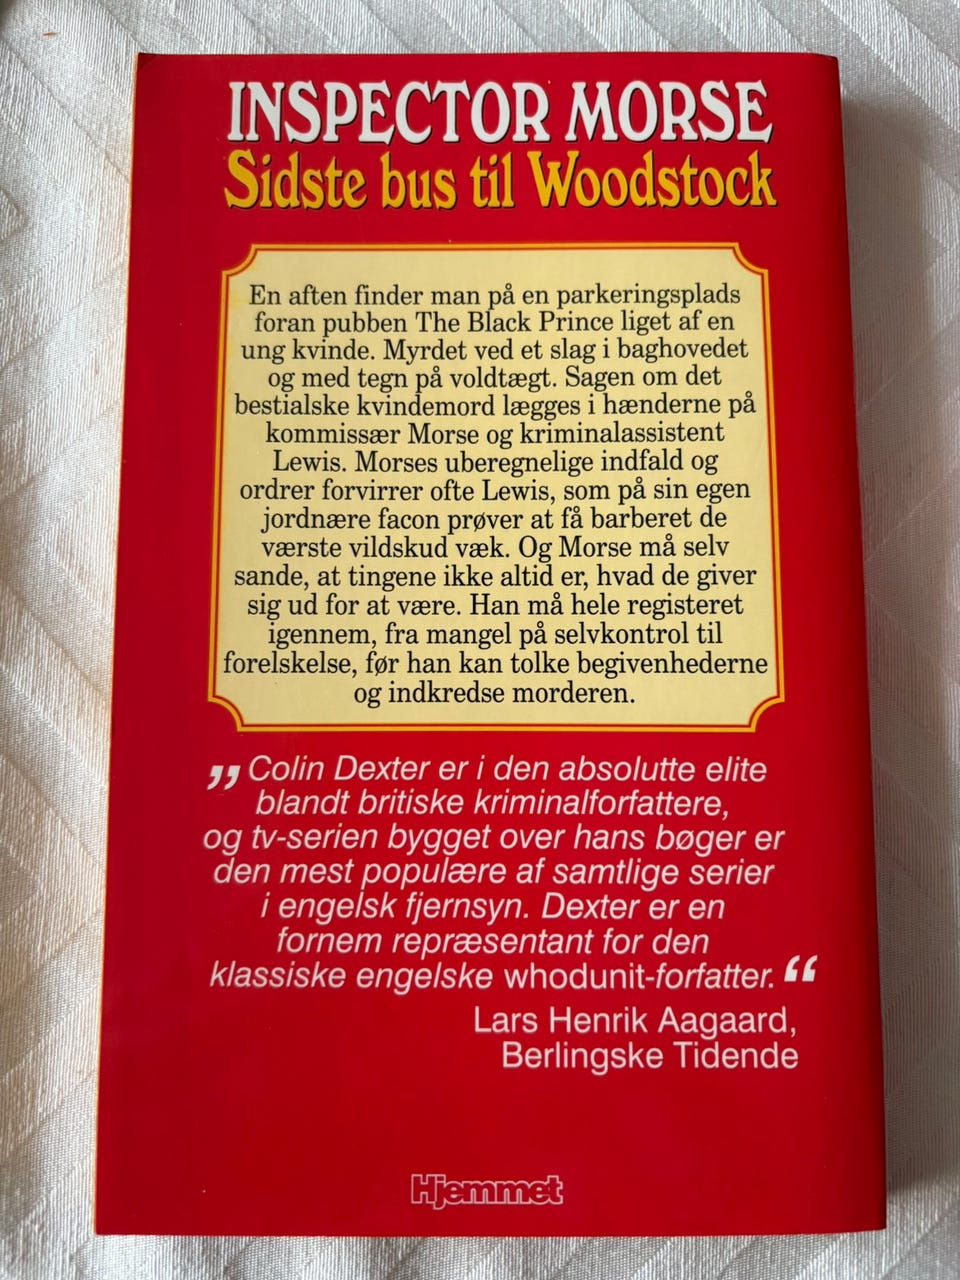 INSPECTOR MORSE
Sidste bus til Woodstock
En aften finder man på en parkeringsplads
foran pubben The Black Prince liget af en
ung kvinde. Myrdet ved et slag i baghovedet
og med tegn på voldtægt. Sagen om det
bestialske kvindemord lægges i hænderne på
kommissær Morse og kriminalassistent
Lewis. Morses uberegnelige indfald og
ordrer forvirrer ofte Lewis, som på sin egen
jordnære facon prøver at få barberet de
værste vildskud væk. Og Morse må selv
sande, at tingene ikke altid er, hvad de giver
sig ud for at være. Han må hele registeret
igennem, fra mangel på selvkontrol til
forelskelse, før han kan tolke begivenhederne
og indkredse morderen.
„Colin Dexter er i den absolutte elite
blandt britiske kriminalforfattere,
og tv-serien bygget over hans bøger er
den mest populære af samtlige serier
i engelsk fjernsyn. Dexter er en
fornem repræsentant for den
klassiske engelske whodunit-forfatter.“
Lars Henrik Aagaard,
Berlingske Tidende
Hjemmet